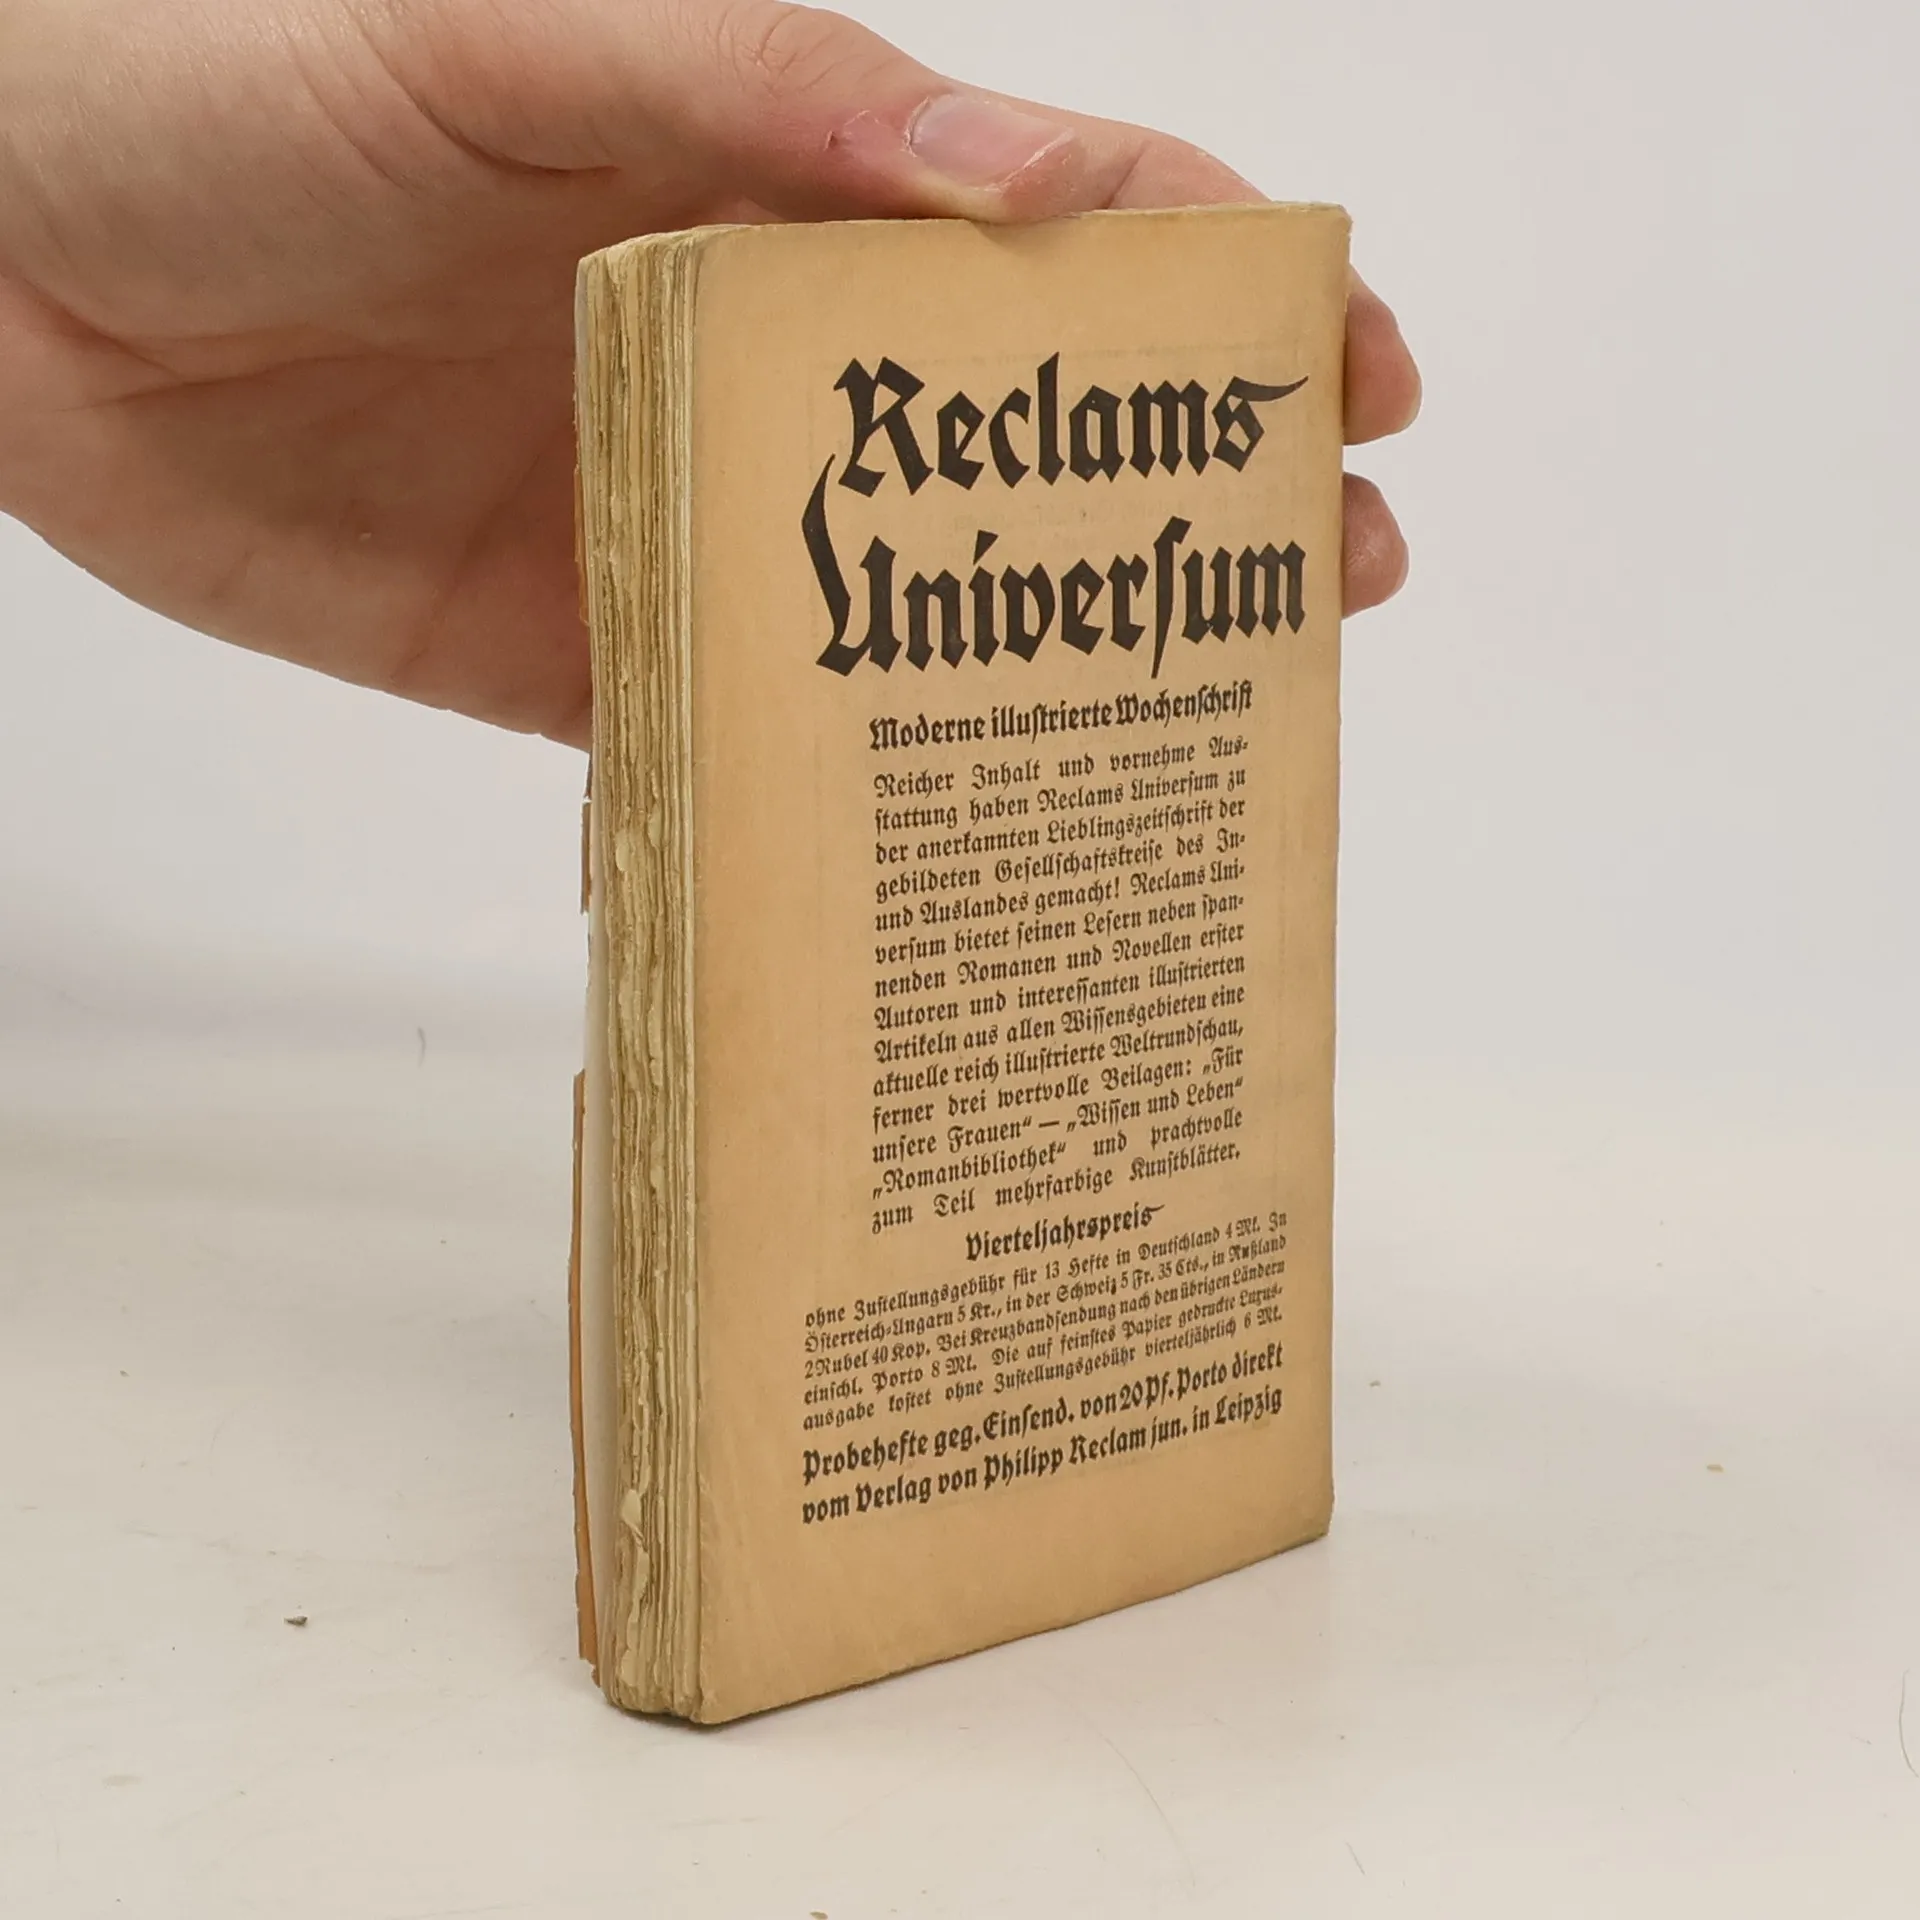 Reclams
Univerſum
Moderne illuſtrierte Wochenſchrift
Reicher Inhalt und vornehme Aus-
ſtattung haben Reclams Univerſum zu
der anerkannten Lieblingszeitſchrift der
gebildeten Geſellſchaftskreiſe des In-
und Auslandes gemacht! Reclams Uni-
verſum bietet ſeinen Leſern neben ſpan-
nenden Romanen und Novellen erſter
Autoren und intereſſanten illuſtrierten
Artikeln aus allen Wiſſensgebieten eine
aktuelle reich illuſtrierte Weltrundſchau,
ferner drei wertvolle Beilagen: „Für
unſere Frauen“ — „Wiſſen und Leben“
„Romanbibliothek“ und prachtvolle
zum Teil mehrfarbige Kunſtblätter.
Vierteljahrspreis
ohne Zuſtellungsgebühr für 13 Hefte in Deutſchland 4 Mk. In
Öſterreich-Ungarn 5 Kr., in der Schweiz 5 Fr. 35 Cts., in Rußland
2 Rubel 40 Kop. Bei Kreuzbandſendung nach den übrigen Ländern
einſchl. Porto 8 Mk. Die auf feinſtes Papier gedruckte Luxus-
ausgabe koſtet ohne Zuſtellungsgebühr vierteljährlich 6 Mk.
Probehefte geg. Einſend. von 20 Pf. Porto direkt
vom Verlag von Philipp Reclam jun. in Leipzig